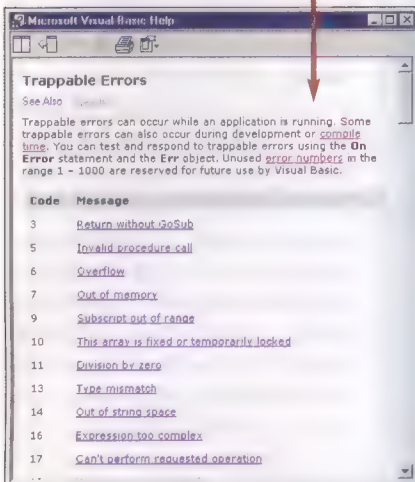 Microsoft Visual Basic Help
Trappable Errors
See Also
Trappable errors can occur while an application is running. Some
trappable errors can also occur during development or compile
time. You can test and respond to trappable errors using the On
Error statement and the Err object. Unused error numbers in the
range 1 - 1000 are reserved for future use by Visual Basic.
Code Message
3 Return without GoSub
5 Invalid procedure call
6 Overflow
7 Out of memory
9 Subscript out of range
10 This array is fixed or temporarily locked
11 Division by zero
13 Type mismatch
14 Out of string space
16 Expression too complex
17 Can't perform requested operation